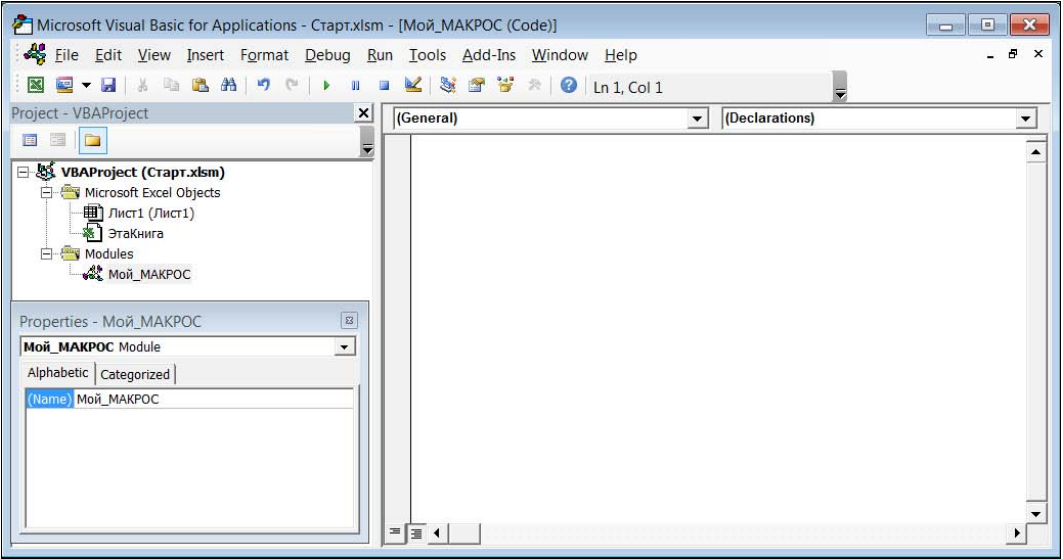 Microsoft Visual Basic for Applications - Старт.xlsm - [Мой_МАКРОС (Code)]
File Edit View Insert Format Debug Run Tools Add-Ins Window Help
Ln 1, Col 1
Project - VBAProject
(General) (Declarations)
VBAProject (Старт.xlsm)
Microsoft Excel Objects
Лист1 (Лист1)
ЭтаКнига
Modules
Мой_МАКРОС
Properties - Мой_МАКРОС
Мой_МАКРОС Module
Alphabetic Categorized
(Name) Мой_МАКРОС